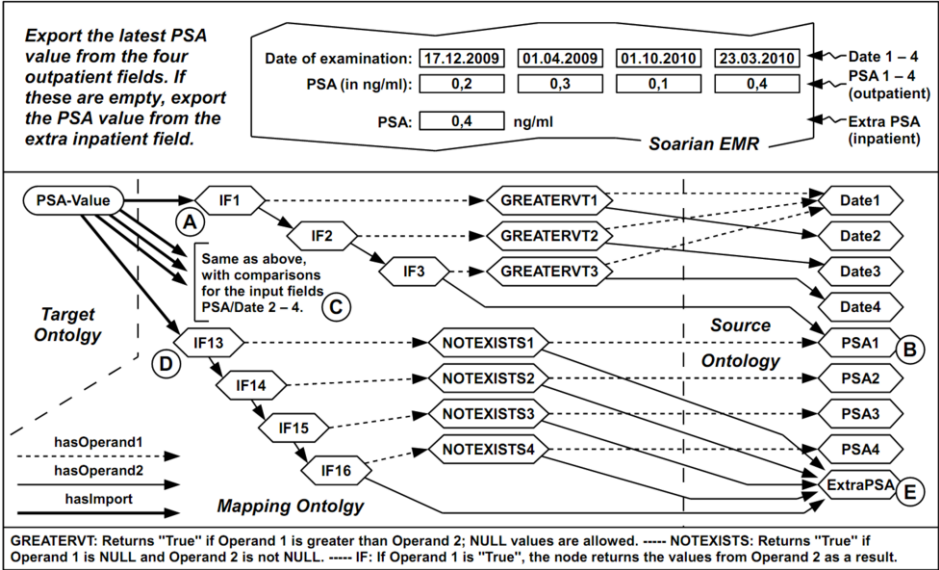 Export the latest PSA
value from the four
outpatient fields. If
these are empty, export
the PSA value from the
extra inpatient field.
Date of examination: 17.12.2009 01.04.2009 01.10.2010 23.03.2010 Date 1 – 4
PSA (in ng/ml): 0,2 0,3 0,1 0,4 PSA 1 – 4
(outpatient)
PSA: 0,4 ng/ml Extra PSA
(inpatient)
Soarian EMR
PSA-Value IF1 GREATERVT1 Date1
A
IF2 GREATERVT2 Date2
IF3 GREATERVT3 Date3
Same as above,
with comparisons
for the input fields
PSA/Date 2 – 4.
C
Date4
Target
Ontolgy
Source
Ontology
D IF13 NOTEXISTS1 PSA1 B
IF14 NOTEXISTS2 PSA2
IF15 NOTEXISTS3 PSA3
IF16 NOTEXISTS4 PSA4
ExtraPSA E
hasOperand1
hasOperand2
hasImport
Mapping Ontolgy
GREATERVT: Returns "True" if Operand 1 is greater than Operand 2; NULL values are allowed. ----- NOTEXISTS: Returns "True" if
Operand 1 is NULL and Operand 2 is not NULL. ----- IF: If Operand 1 is "True", the node returns the values from Operand 2 as a result.